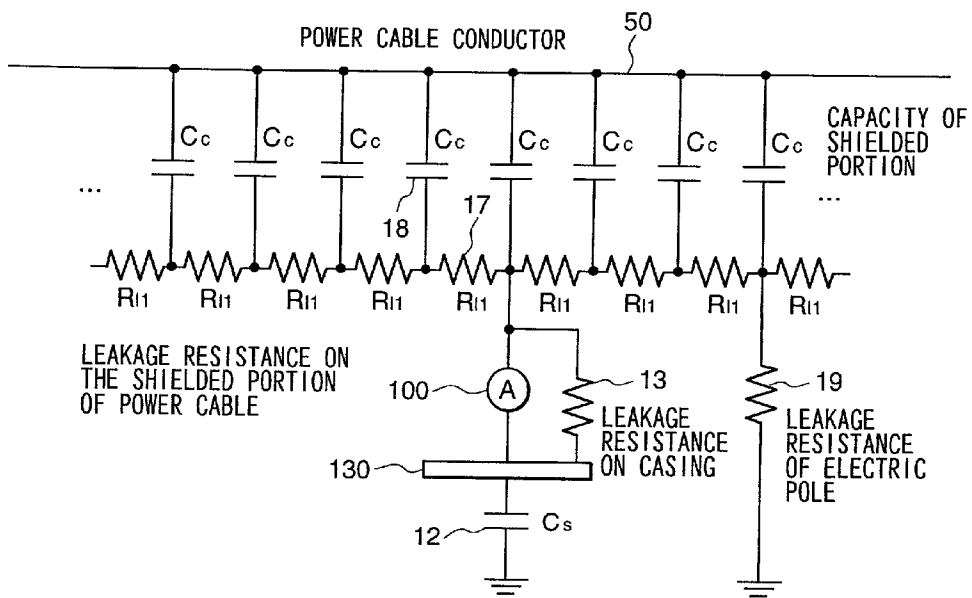 POWER CABLE CONDUCTOR
50
Cc Cc Cc Cc Cc Cc Cc Cc
CAPACITY OF
SHIELDED
PORTION
...
...
18
17
Rl1 Rl1 Rl1 Rl1 Rl1 Rl1 Rl1 Rl1 Rl1
LEAKAGE RESISTANCE ON
THE SHIELDED PORTION
OF POWER CABLE
100
A
13
LEAKAGE
RESISTANCE
ON CASING
19
LEAKAGE
RESISTANCE
OF ELECTRIC
POLE
130
12
Cs